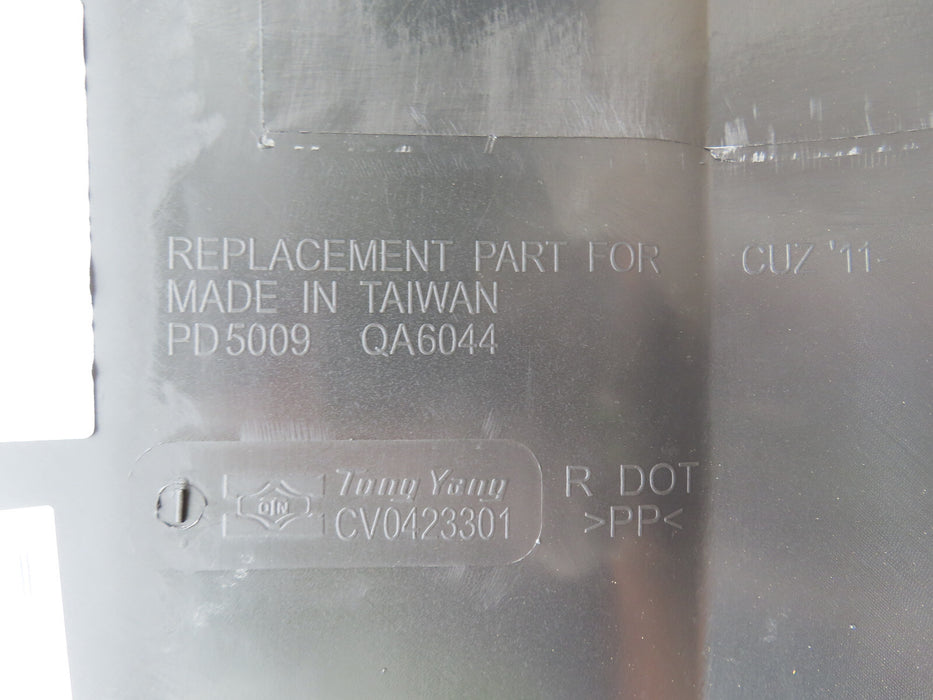 REPLACEMENT PART FOR CUZ '11-
MADE IN TAIWAN
PD5009 QA6044
Tong Yang
CV0423301
R DOT
>PP<